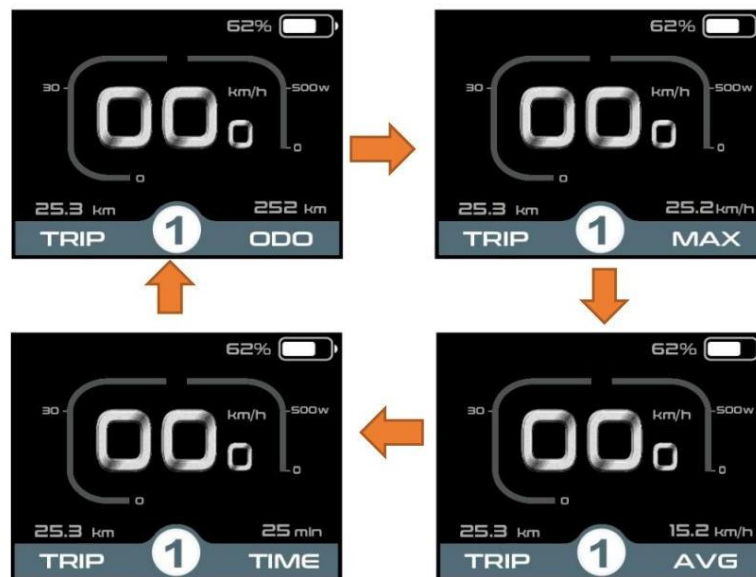 62%
30
00.0
km/h
500w
0
0
25.3 km
252 km
TRIP
1
ODO
62%
30
00.0
km/h
500w
0
0
25.3 km
25.2km/h
TRIP
1
MAX
62%
30
00.0
km/h
500w
0
0
25.3 km
25 min
TRIP
1
TIME
62%
30
00.0
km/h
500w
0
0
25.3 km
15.2 km/h
TRIP
1
AVG